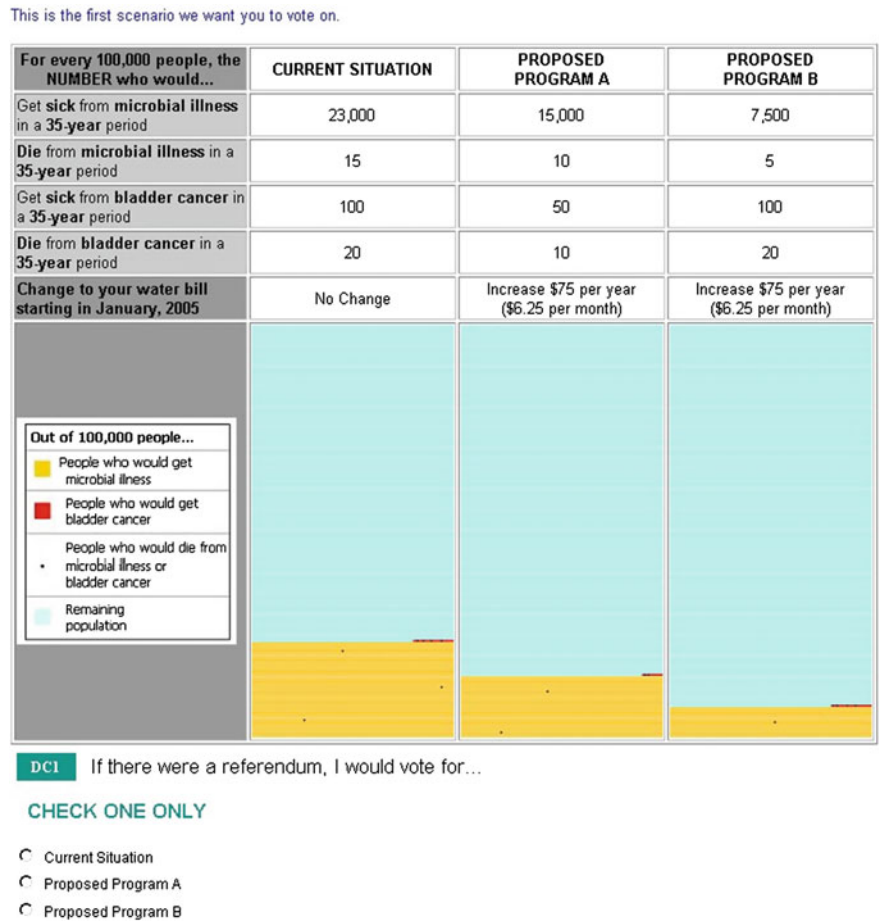 This is the first scenario we want you to vote on.
For every 100,000 people, the
NUMBER who would...
CURRENT SITUATION
PROPOSED
PROGRAM A
PROPOSED
PROGRAM B
Get sick from microbial illness
in a 35-year period
23,000
15,000
7,500
Die from microbial illness in a
35-year period
15
10
5
Get sick from bladder cancer in
a 35-year period
100
50
100
Die from bladder cancer in a
35-year period
20
10
20
Change to your water bill
starting in January, 2005
No Change
Increase $75 per year
($6.25 per month)
Increase $75 per year
($6.25 per month)
Out of 100,000 people...
People who would get
microbial illness
People who would get
bladder cancer
People who would die from
microbial illness or
bladder cancer
Remaining
population
DC1 If there were a referendum, I would vote for...
CHECK ONE ONLY
Current Situation
Proposed Program A
Proposed Program B